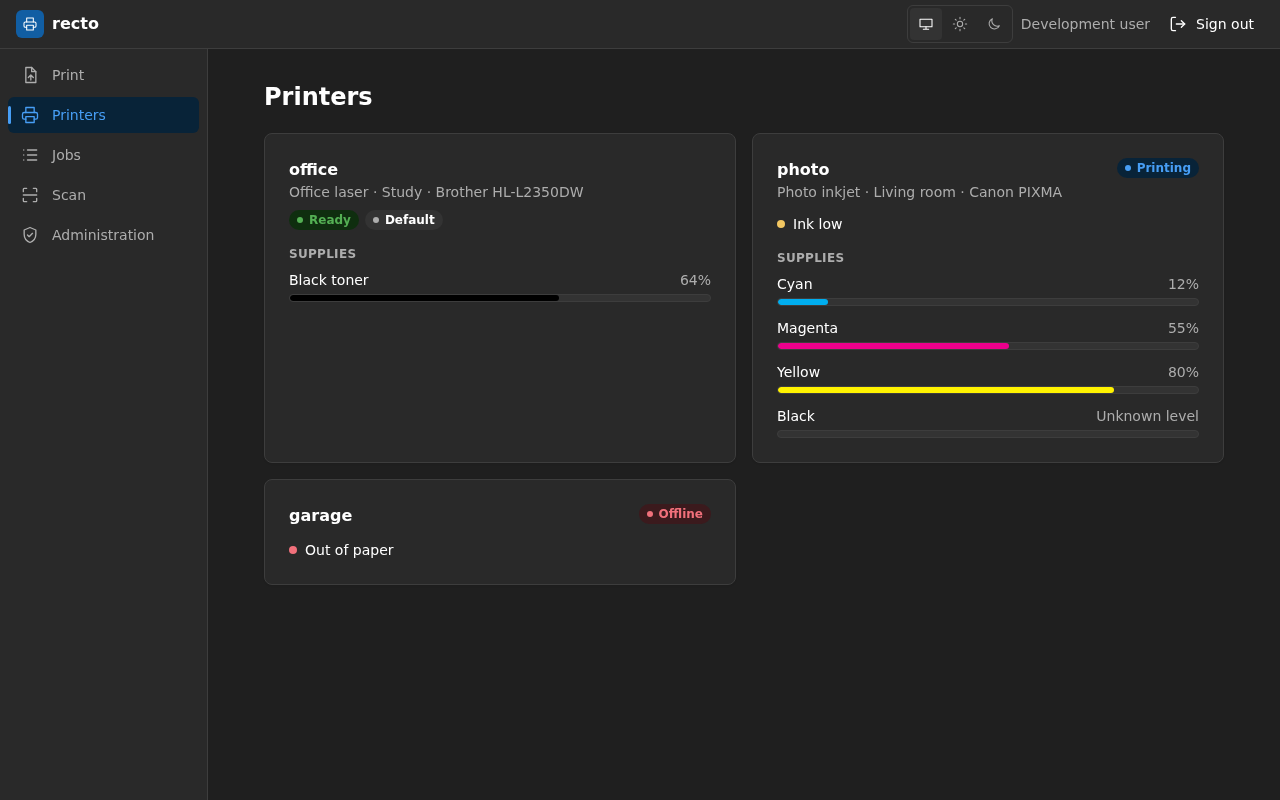 recto
Development user
Sign out
Print
Printers
Jobs
Scan
Administration
Printers
office
Office laser · Study · Brother HL-L2350DW
Ready
Default
SUPPLIES
Black toner 64%
photo
Printing
Photo inkjet · Living room · Canon PIXMA
Ink low
SUPPLIES
Cyan 12%
Magenta 55%
Yellow 80%
Black Unknown level
garage
Offline
Out of paper